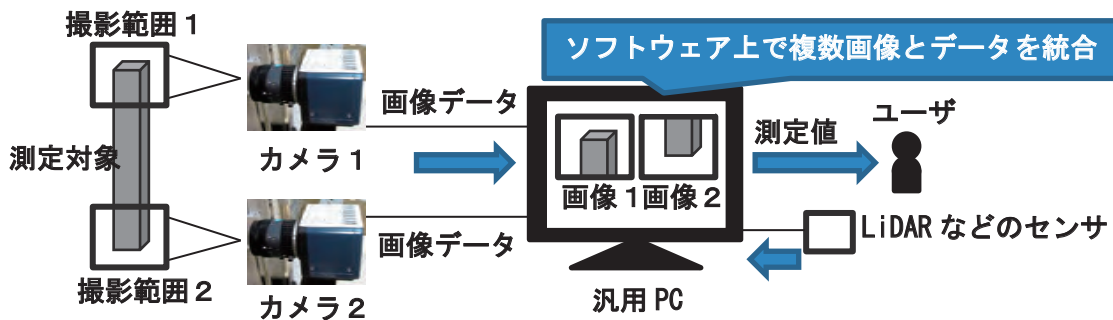 撮影範囲1
ソフトウェア上で複数画像とデータを統合
画像データ
測定値
ユーザ
測定対象
カメラ1
画像1
画像2
LiDARなどのセンサ
画像データ
撮影範囲2
カメラ2
汎用PC